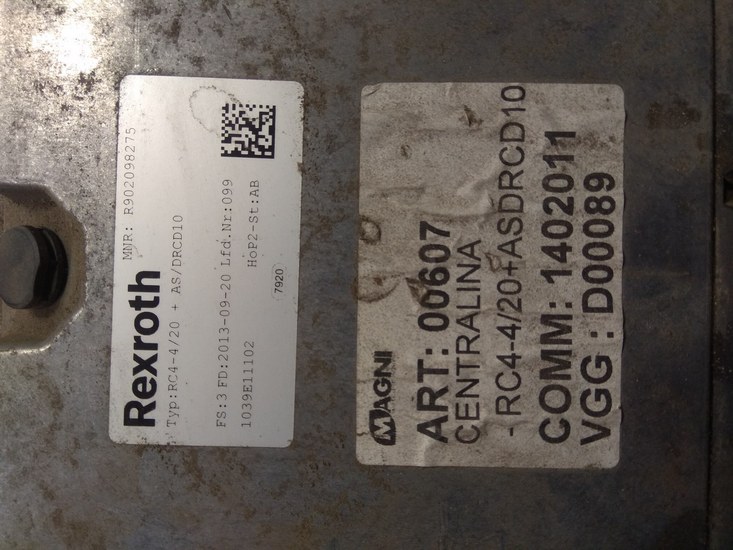 MNR: R902098275
Rexroth
Typ:RC4-4/20 + AS/DRCD10
FS:3 FD:2013-09-20 Lfd.Nr:099
1039E11102 HOP2-St:AB
7920
MAGNI
ART: 00607
CENTRALINA
- RC4-4/20+ASDRCD10
COMM: 1402011
VGG : D00089